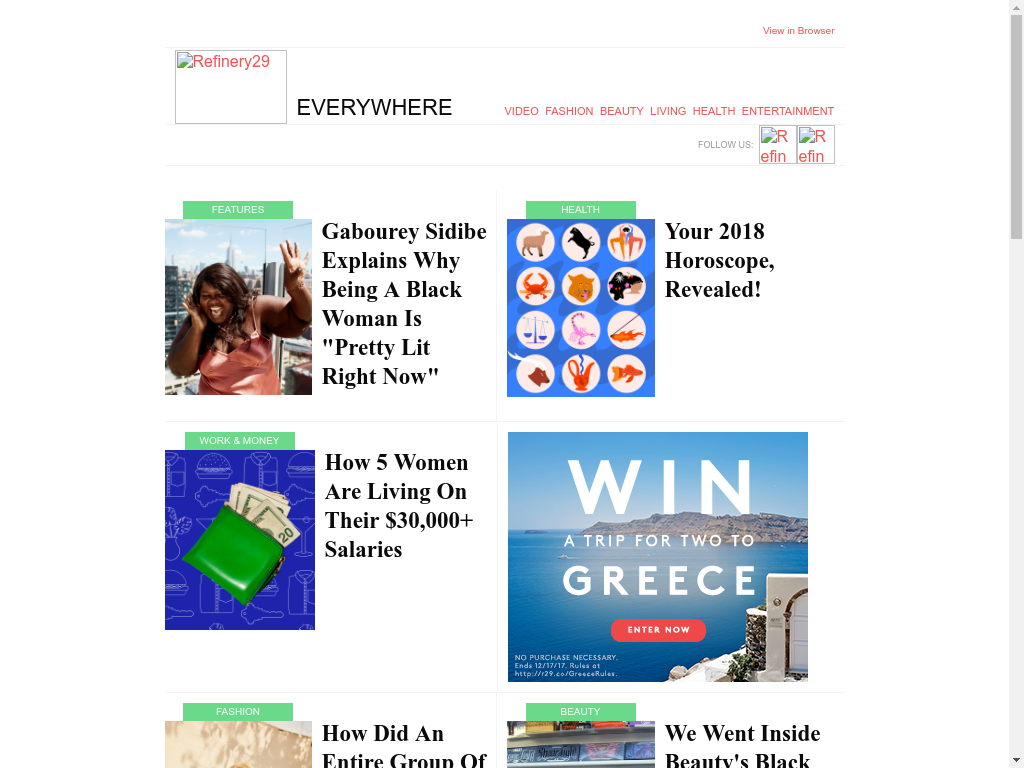 View in Browser
Refinery29
EVERYWHERE
VIDEO FASHION BEAUTY LIVING HEALTH ENTERTAINMENT
FOLLOW US:
R
efin
R
efin
FEATURES
Gabourey Sidibe
Explains Why
Being A Black
Woman Is
"Pretty Lit
Right Now"
HEALTH
Your 2018
Horoscope,
Revealed!
WORK & MONEY
How 5 Women
Are Living On
Their $30,000+
Salaries
20
WIN
A TRIP FOR TWO TO
GREECE
ENTER NOW
NO PURCHASE NECESSARY.
Ends 12/17/17. Rules at
http://r29.co/GreeceRules.
FASHION
How Did An
Entire Group Of
BEAUTY
We Went Inside
Beauty's Black